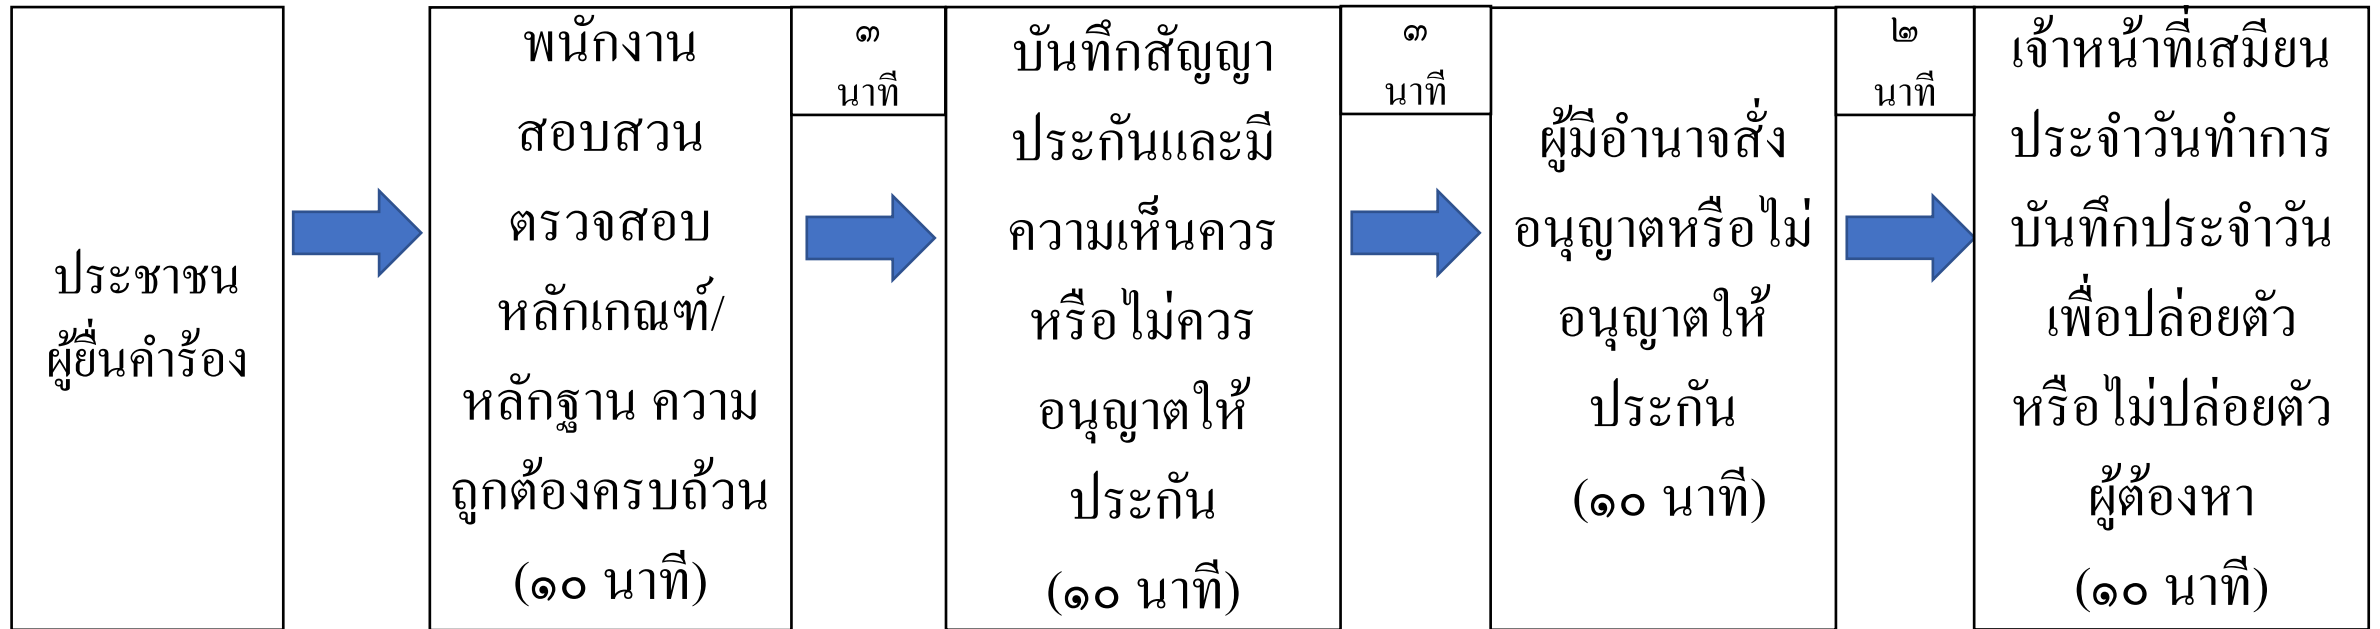 ประชาชน
ผู้ยื่นคำร้อง
พนักงาน
สอบสวน
ตรวจสอบ
หลักเกณฑ์/
หลักฐาน ความ
ถูกต้องครบถ้วน
(๑๐ นาที)
๓
นาที
บันทึกสัญญา
ประกันและมี
ความเห็นควร
หรือไม่ควร
อนุญาตให้
ประกัน
(๑๐ นาที)
๓
นาที
ผู้มีอำนาจสั่ง
อนุญาตหรือไม่
อนุญาตให้
ประกัน
(๑๐ นาที)
๒
นาที
เจ้าหน้าที่เสมียน
ประจำวันทำการ
บันทึกประจำวัน
เพื่อปล่อยตัว
หรือไม่ปล่อยตัว
ผู้ต้องหา
(๑๐ นาที)